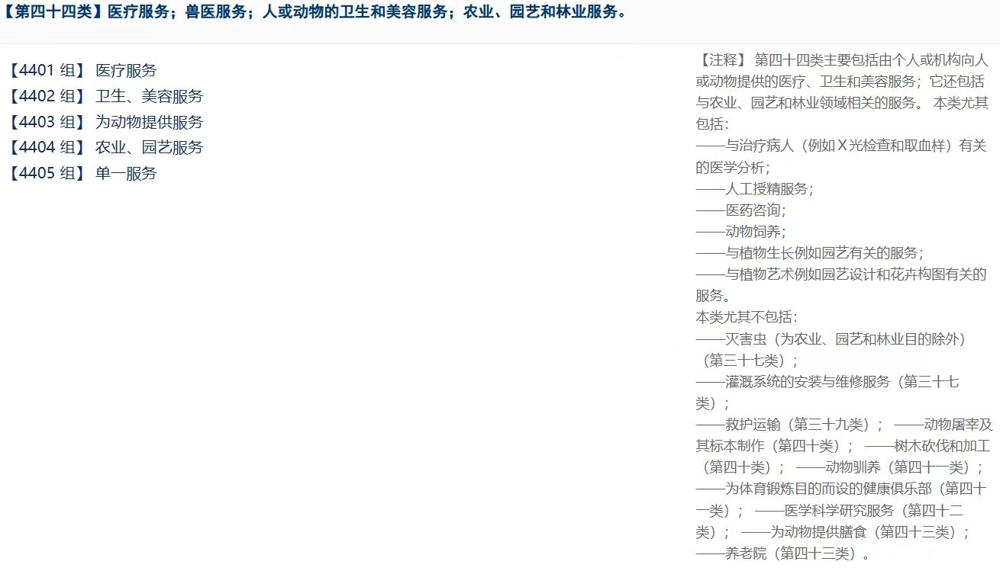 【第四十四类】医疗服务；兽医服务；人或动物的卫生和美容服务；农业、园艺和林业服务。
【4401 组】 医疗服务
【4402 组】 卫生、美容服务
【4403 组】 为动物提供服务
【4404 组】 农业、园艺服务
【4405 组】 单一服务
【注释】 第四十四类主要包括由个人或机构向人
或动物提供的医疗、卫生和美容服务；它还包括
与农业、园艺和林业领域相关的服务。 本类尤其
包括：
——与治疗病人（例如Ｘ光检查和取血样）有关
的医学分析；
——人工授精服务；
——医药咨询；
——动物饲养；
——与植物生长例如园艺有关的服务；
——与植物艺术例如园艺设计和花卉构图有关的
服务。
本类尤其不包括：
——灭害虫（为农业、园艺和林业目的除外）
（第三十七类）；
——灌溉系统的安装与维修服务（第三十七
类）；
——救护运输（第三十九类）； ——动物屠宰及
其标本制作（第四十类）； ——树木砍伐和加工
（第四十类）； ——动物驯养（第四十一类）；
——为体育锻炼目的而设的健康俱乐部（第四十
一类）； ——医学科学研究服务（第四十二
类）； ——为动物提供膳食（第四十三类）；
——养老院（第四十三类）。